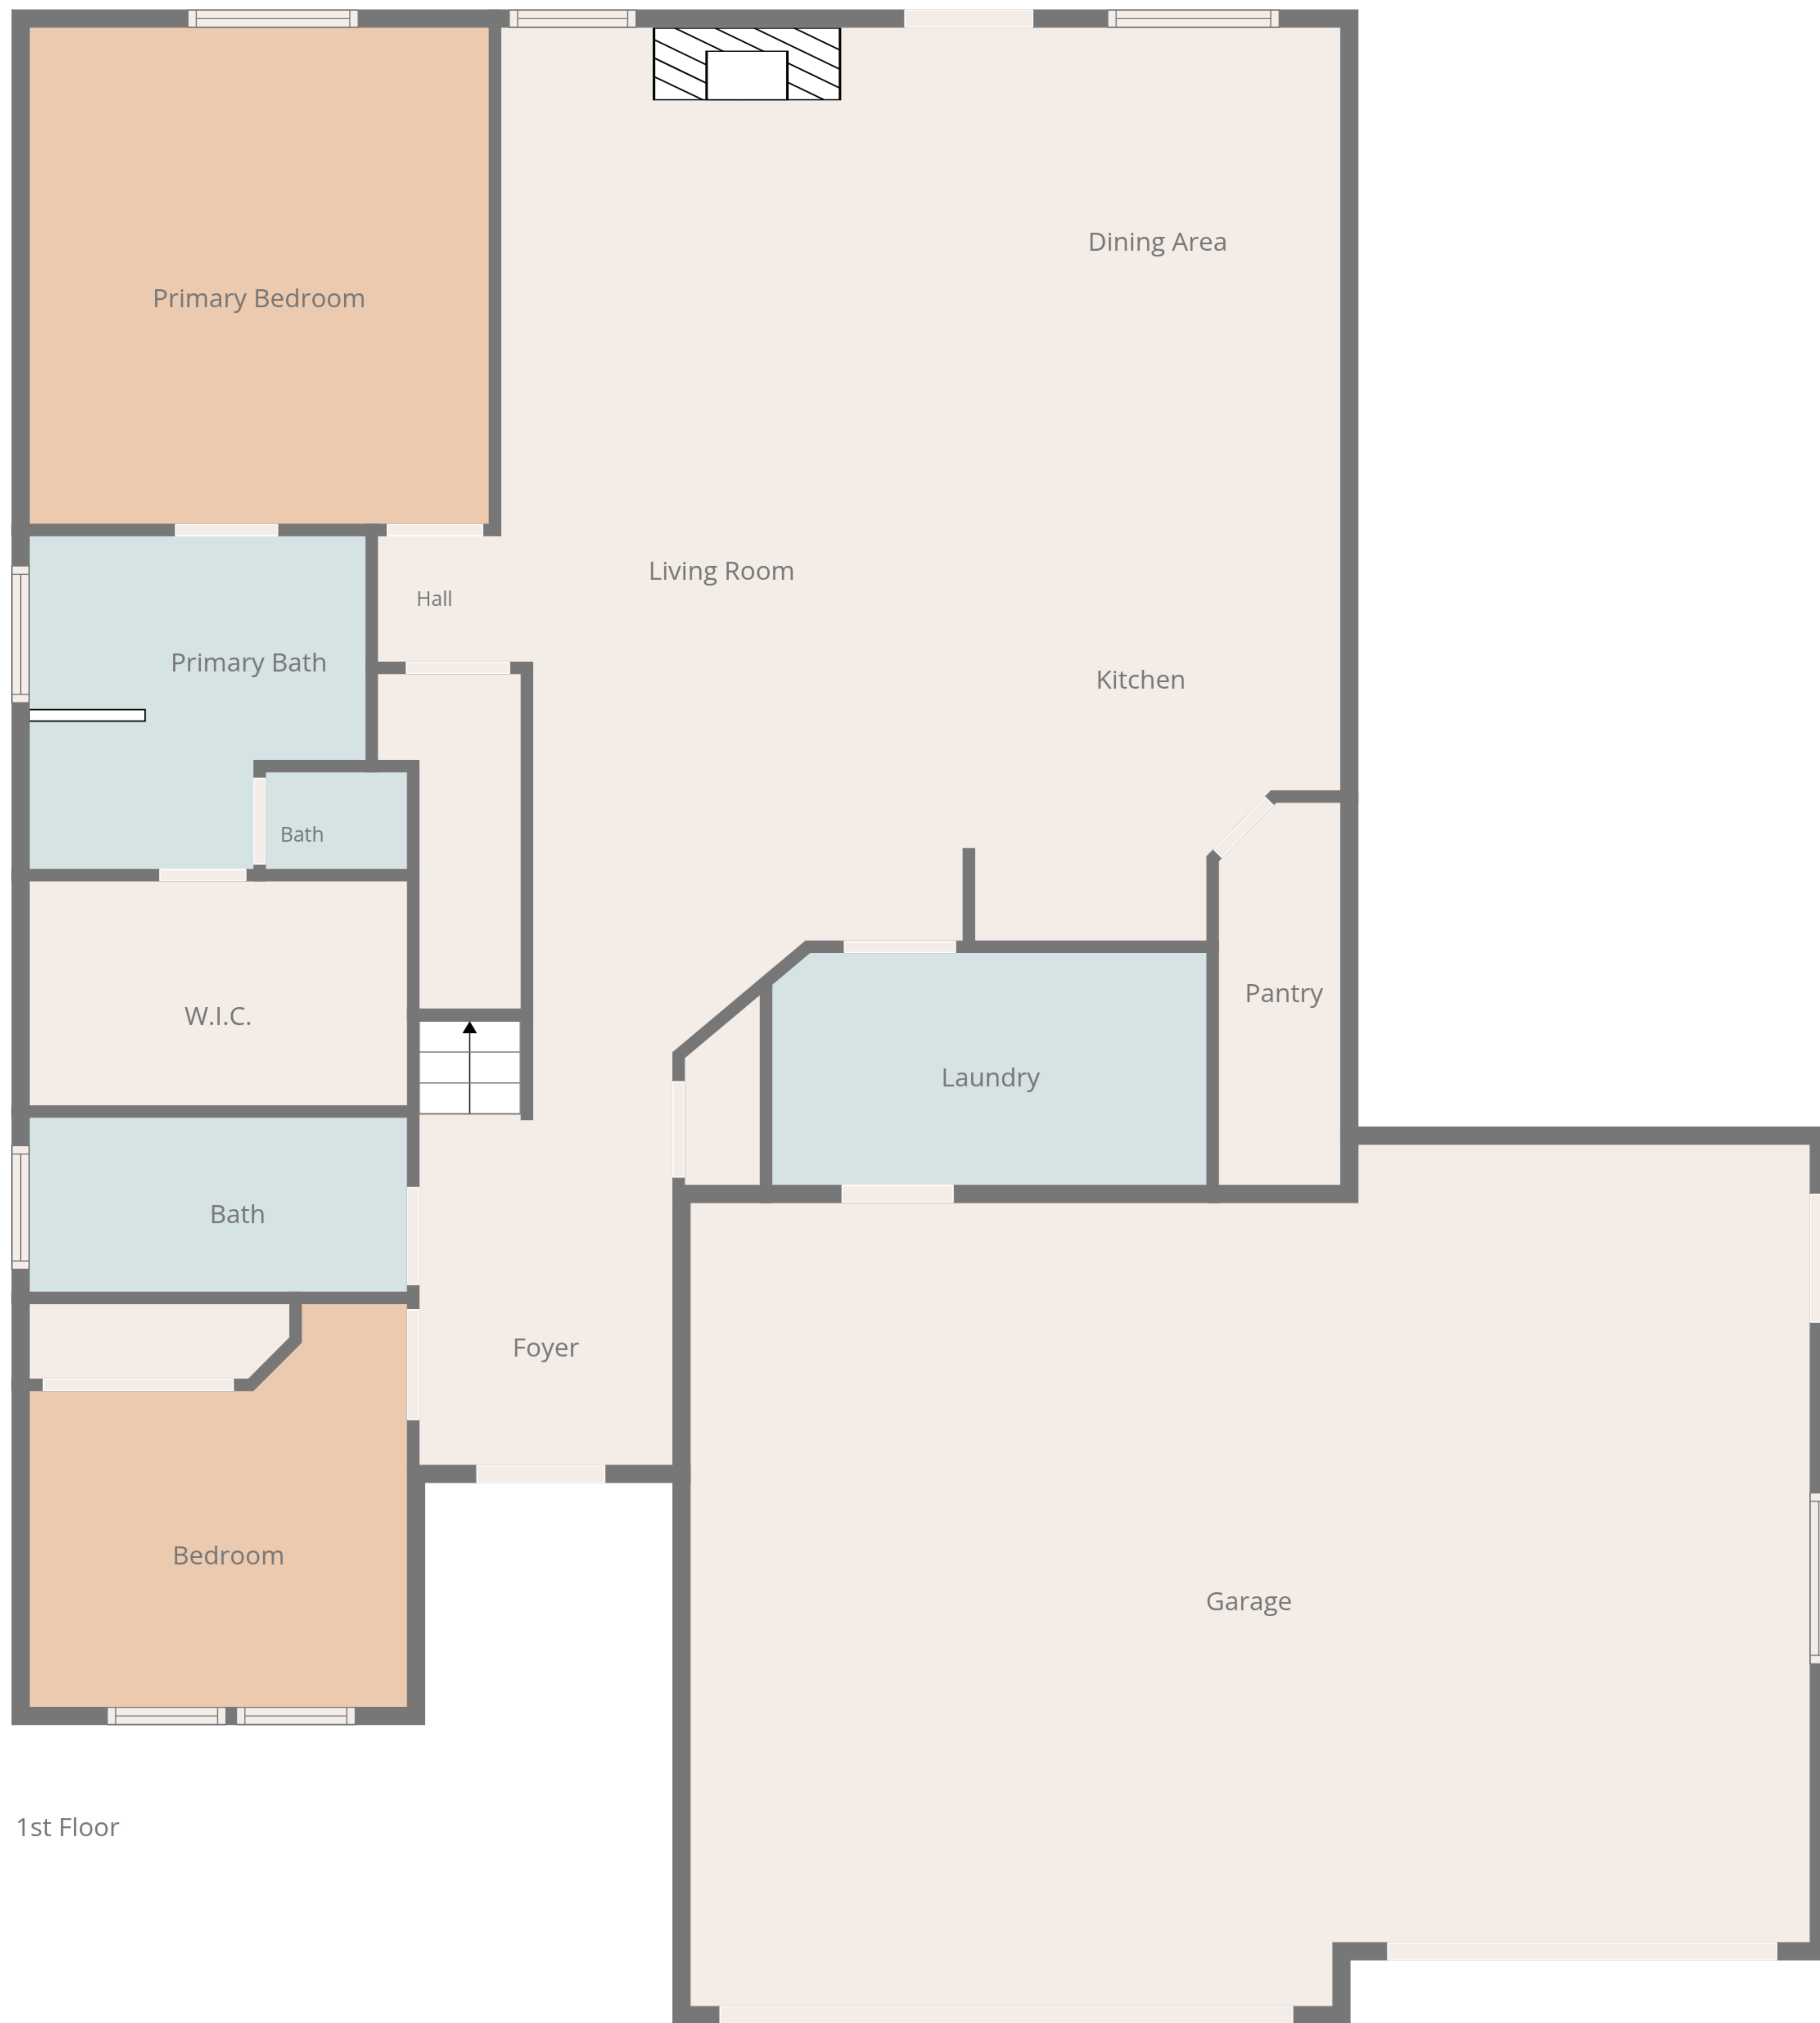 Dining Area
Primary Bedroom
Living Room
Hall
Primary Bath
Kitchen
Bath
Pantry
W.I.C.
Laundry
Bath
Foyer
Bedroom
Garage
1st Floor